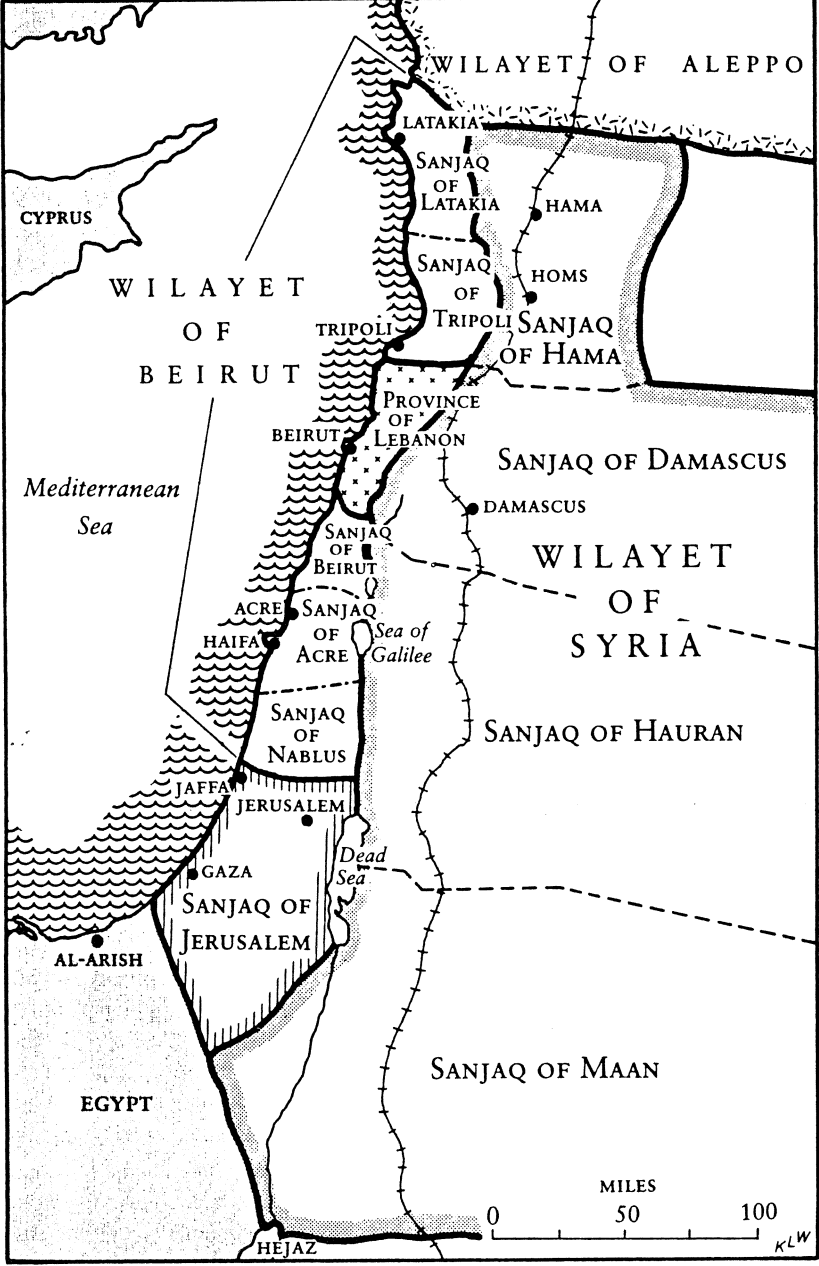 WILAYET OF ALEPPO
LATAKIA
SANJAQ
OF
LATAKIA
CYPRUS
HAMA
SANJAQ
OF
TRIPOLI
HOMS
WILAYET
OF
BEIRUT
TRIPOLI
SANJAQ
OF HAMA
PROVINCE
OF
LEBANON
BEIRUT
SANJAQ OF DAMASCUS
Mediterranean
Sea
DAMASCUS
SANJAQ
OF
BEIRUT
WILAYET
OF
SYRIA
ACRE
SANJAQ
OF
ACRE
HAIFA
Sea of
Galilee
SANJAQ
OF
NABLUS
SANJAQ OF HAURAN
JAFFA
JERUSALEM
Dead
Sea
GAZA
SANJAQ OF
JERUSALEM
AL-ARISH
SANJAQ OF MAAN
EGYPT
MILES
0 50 100
HEJAZ
KLW